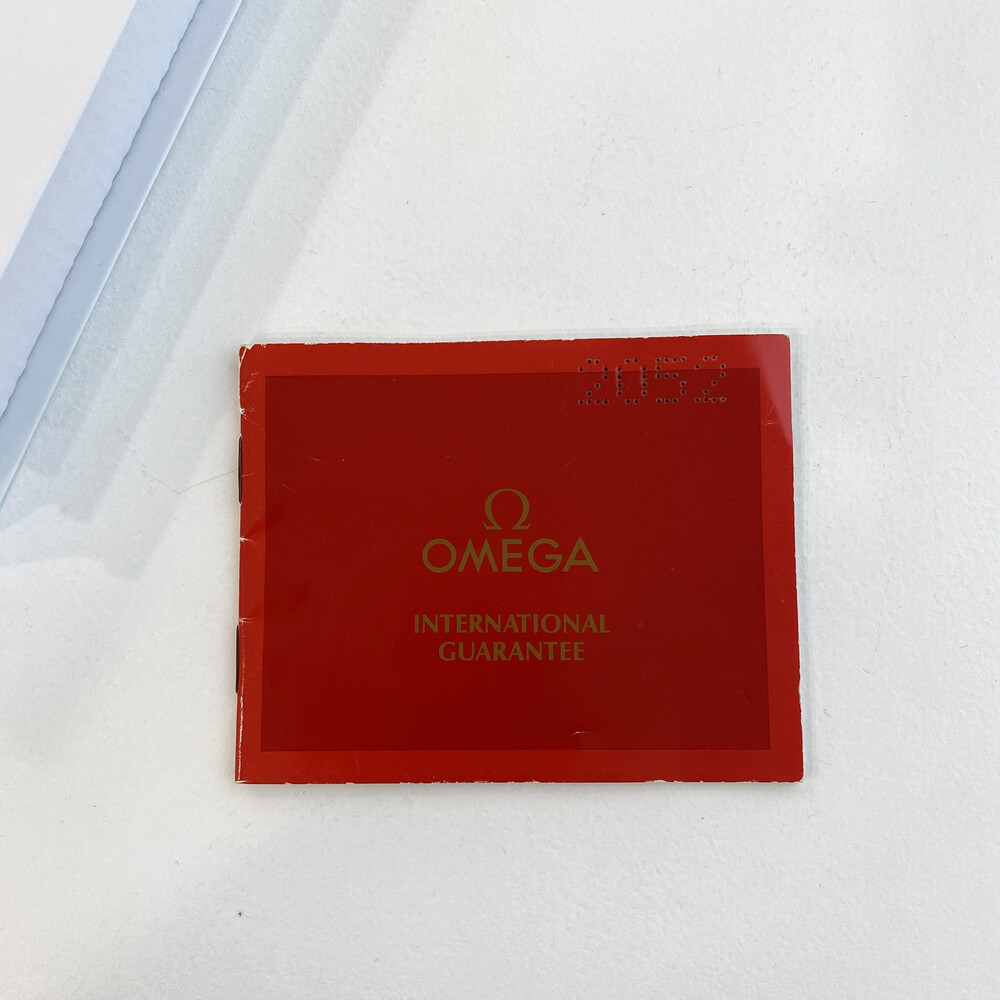 2052
Ω
OMEGA
INTERNATIONAL
GUARANTEE